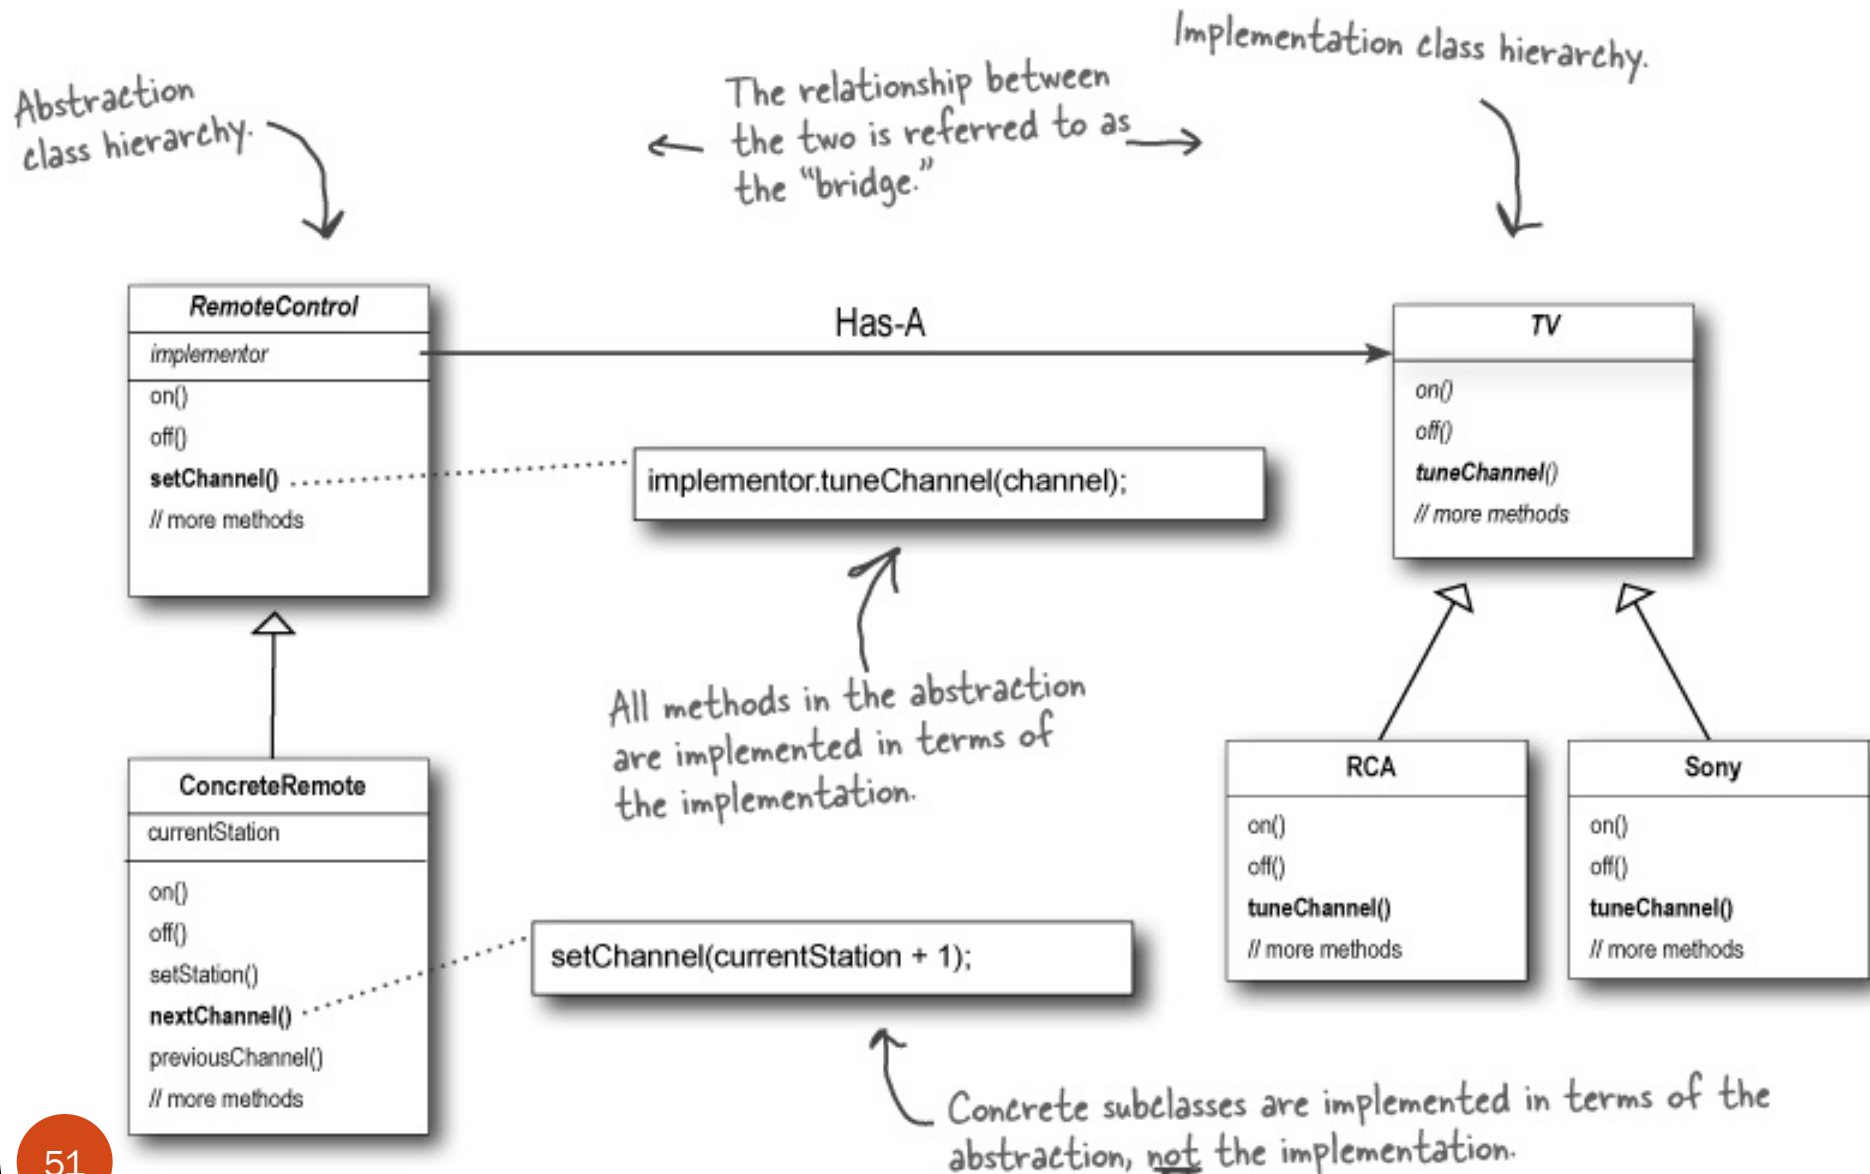 Abstraction
class hierarchy.
The relationship between
the two is referred to as
the “bridge.”
Implementation class hierarchy.
RemoteControl
implementor
on()
off()
setChannel()
// more methods
Has-A
TV
on()
off()
tuneChannel()
// more methods
implementor.tuneChannel(channel);
All methods in the abstraction
are implemented in terms of
the implementation.
ConcreteRemote
currentStation
on()
off()
setStation()
nextChannel()
previousChannel()
// more methods
setChannel(currentStation + 1);
RCA
on()
off()
tuneChannel()
// more methods
Sony
on()
off()
tuneChannel()
// more methods
Concrete subclasses are implemented in terms of the
abstraction, not the implementation.
51